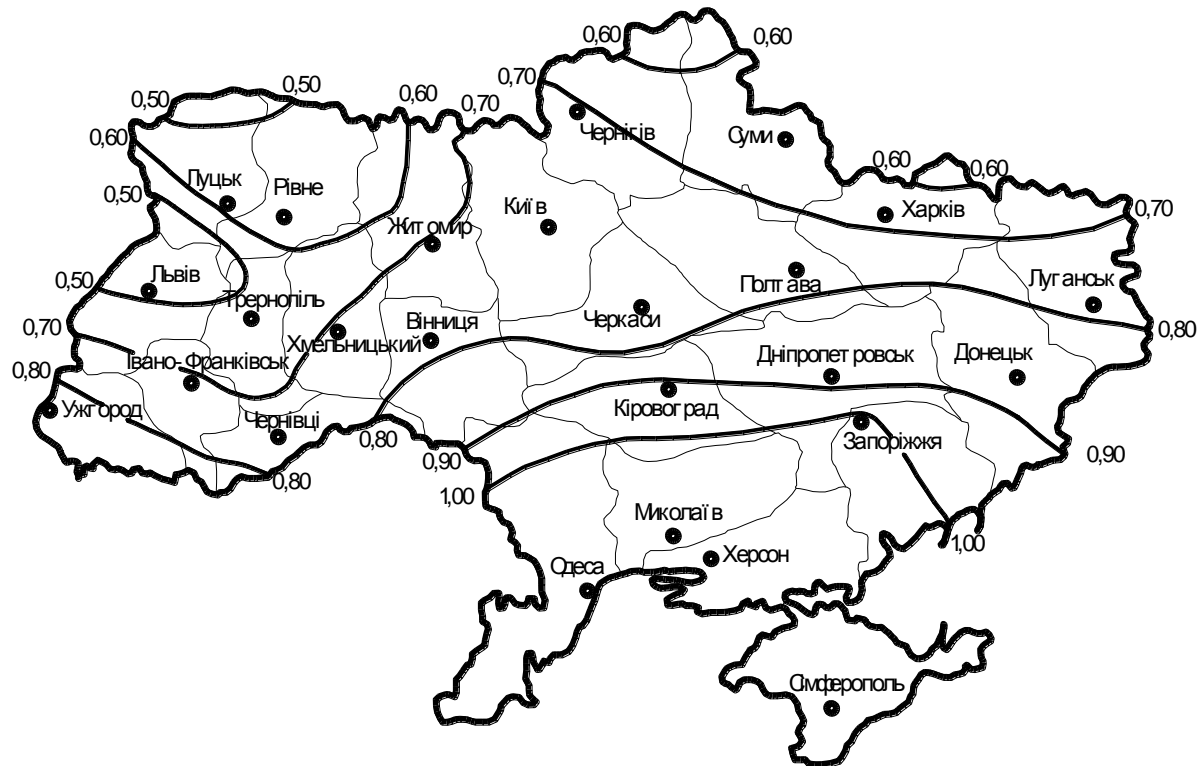 0,60
0,60
0,70
0,50
0,50
0,60
0,70
0,60
Чернігів
Суми
0,60
0,60
Луцьк
Рівне
0,50
Київ
Харків
0,70
Житомир
Львів
0,50
Трернопіль
Полтава
Луганськ
0,70
Хмельницький
Вінниця
Черкаси
0,80
Івано-Франківськ
Дніпропетровськ
Донецьк
0,80
Ужгород
Чернівці
0,80
Кіровоград
Запоріжжя
0,80
0,90
0,90
1,00
Миколаїв
1,00
Херсон
Одеса
Сімферополь